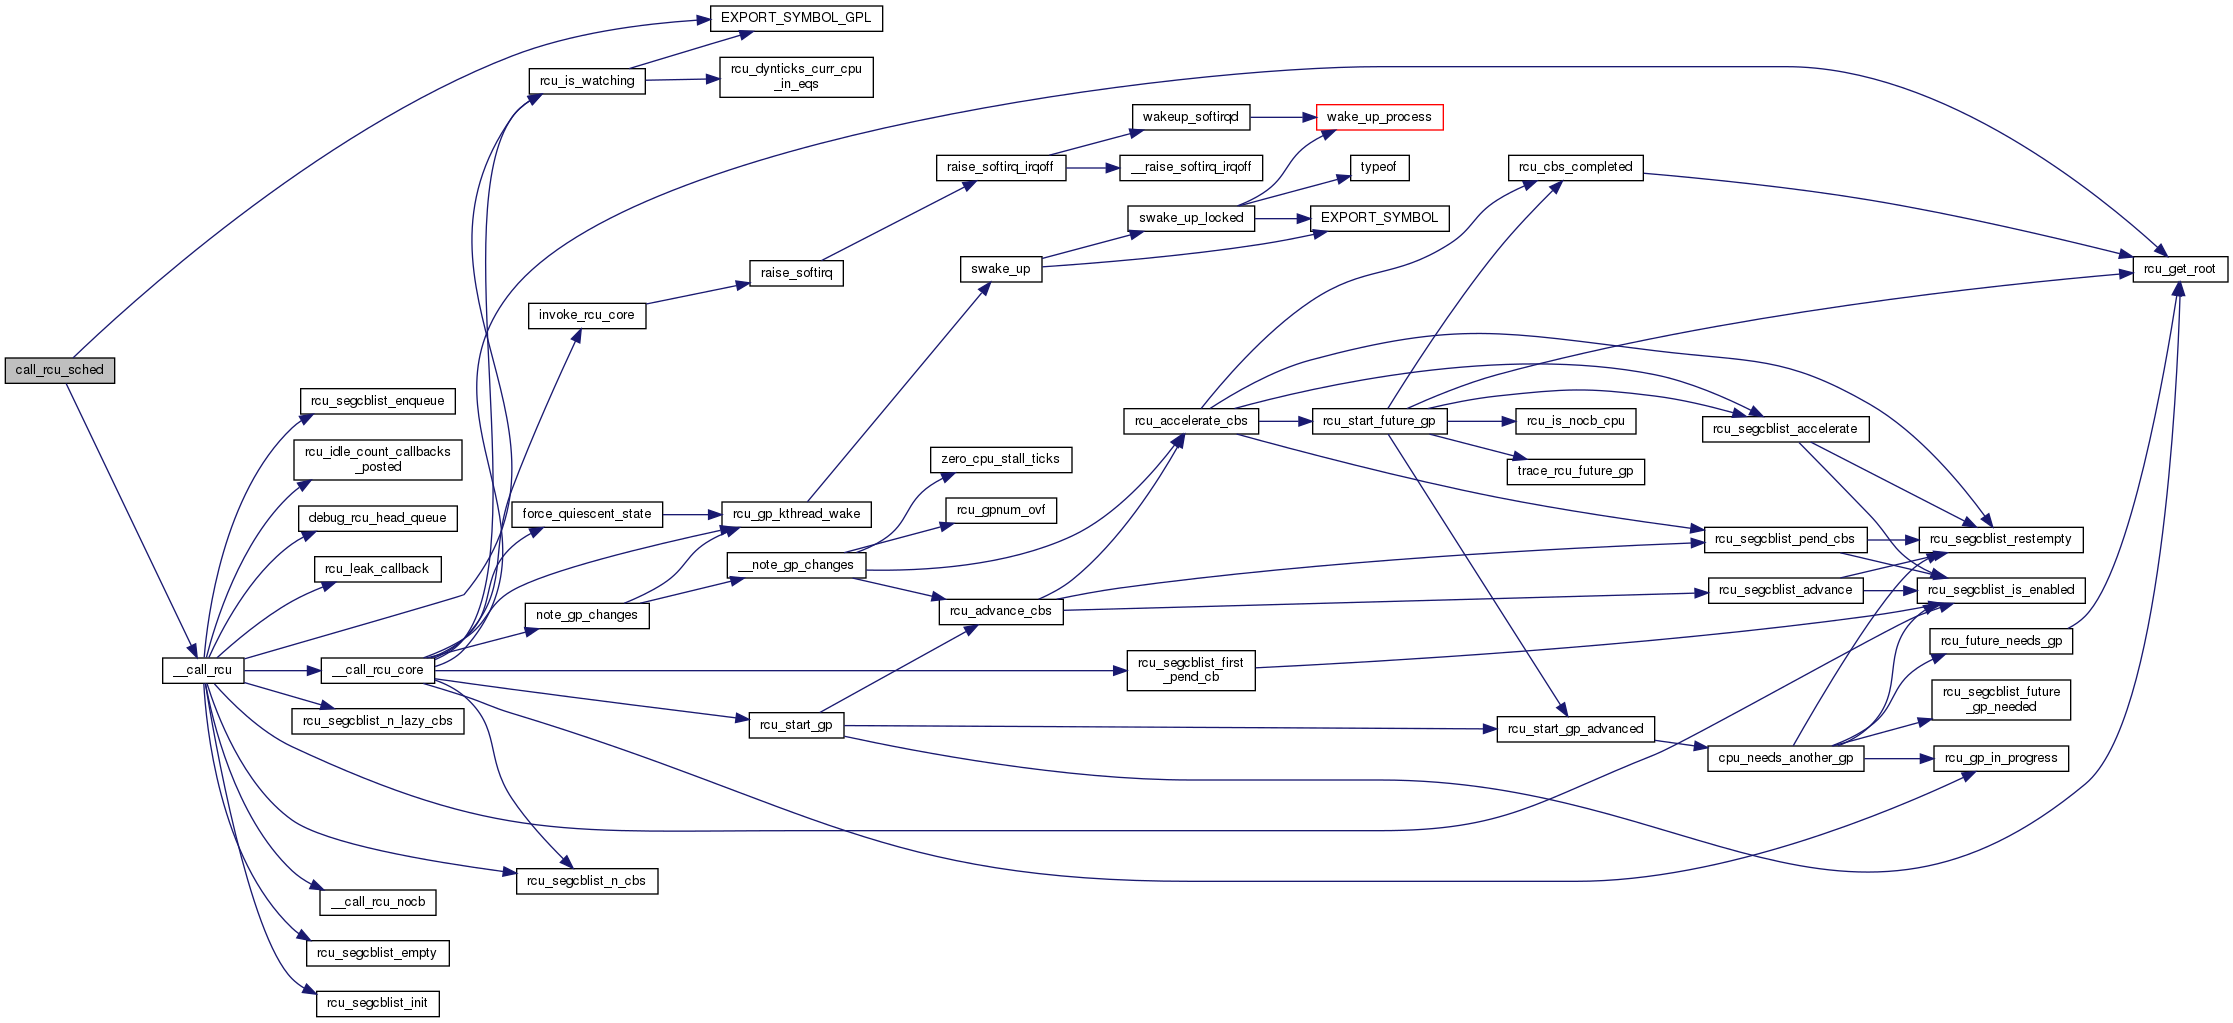 EXPORT_SYMBOL_GPL
rcu_is_watching
rcu_dynticks_curr_cpu
_in_eqs
wakeup_softirqd
wake_up_process
raise_softirq_irqoff
__raise_softirq_irqoff
typeof
rcu_cbs_completed
swake_up_locked
EXPORT_SYMBOL
raise_softirq
swake_up
rcu_get_root
invoke_rcu_core
call_rcu_sched
rcu_segcblist_enqueue
rcu_accelerate_cbs
rcu_start_future_gp
rcu_is_nocb_cpu
rcu_segcblist_accelerate
rcu_idle_count_callbacks
_posted
zero_cpu_stall_ticks
trace_rcu_future_gp
debug_rcu_head_queue
force_quiescent_state
rcu_gp_kthread_wake
rcu_gpnum_ovf
rcu_segcblist_pend_cbs
rcu_segcblist_restempty
rcu_leak_callback
__note_gp_changes
rcu_segcblist_advance
rcu_segcblist_is_enabled
note_gp_changes
rcu_advance_cbs
rcu_future_needs_gp
__call_rcu
__call_rcu_core
rcu_segcblist_first
_pend_cb
rcu_segcblist_future
_gp_needed
rcu_segcblist_n_lazy_cbs
rcu_start_gp
rcu_start_gp_advanced
cpu_needs_another_gp
rcu_gp_in_progress
rcu_segcblist_n_cbs
__call_rcu_nocb
rcu_segcblist_empty
rcu_segcblist_init